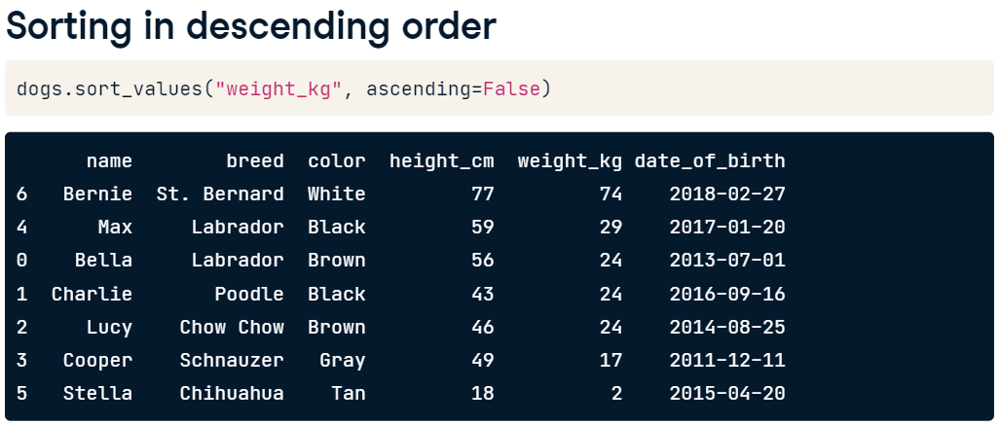 Sorting in descending order
dogs.sort_values("weight_kg", ascending=False)
name breed color height_cm weight_kg date_of_birth
6 Bernie St. Bernard White 77 74 2018-02-27
4 Max Labrador Black 59 29 2017-01-20
0 Bella Labrador Brown 56 24 2013-07-01
1 Charlie Poodle Black 43 24 2016-09-16
2 Lucy Chow Chow Brown 46 24 2014-08-25
3 Cooper Schnauzer Gray 49 17 2011-12-11
5 Stella Chihuahua Tan 18 2 2015-04-20